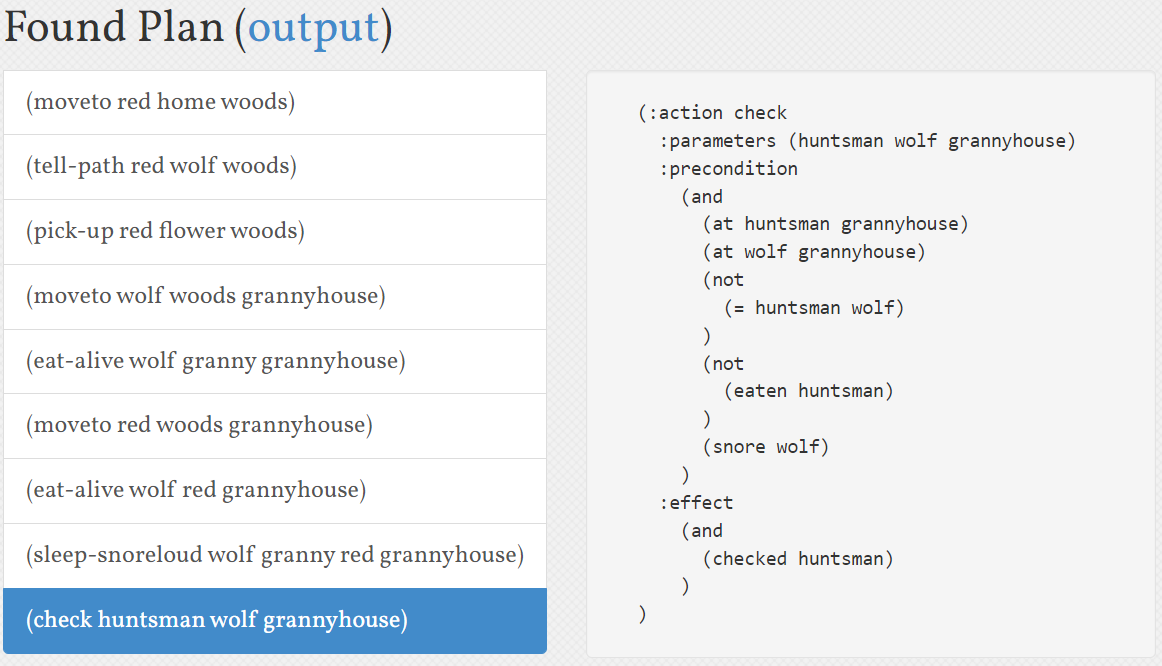 Found Plan (output)
(moveto red home woods)
(tell-path red wolf woods)
(pick-up red flower woods)
(moveto wolf woods grannyhouse)
(eat-alive wolf granny grannyhouse)
(moveto red woods grannyhouse)
(eat-alive wolf red grannyhouse)
(sleep-snoreloud wolf granny red grannyhouse)
(check huntsman wolf grannyhouse)
(:action check
  :parameters (huntsman wolf grannyhouse)
  :precondition
    (and
      (at huntsman grannyhouse)
      (at wolf grannyhouse)
      (not
        (= huntsman wolf)
      )
      (not
        (eaten huntsman)
      )
      (snore wolf)
    )
  :effect
    (and
      (checked huntsman)
    )
)